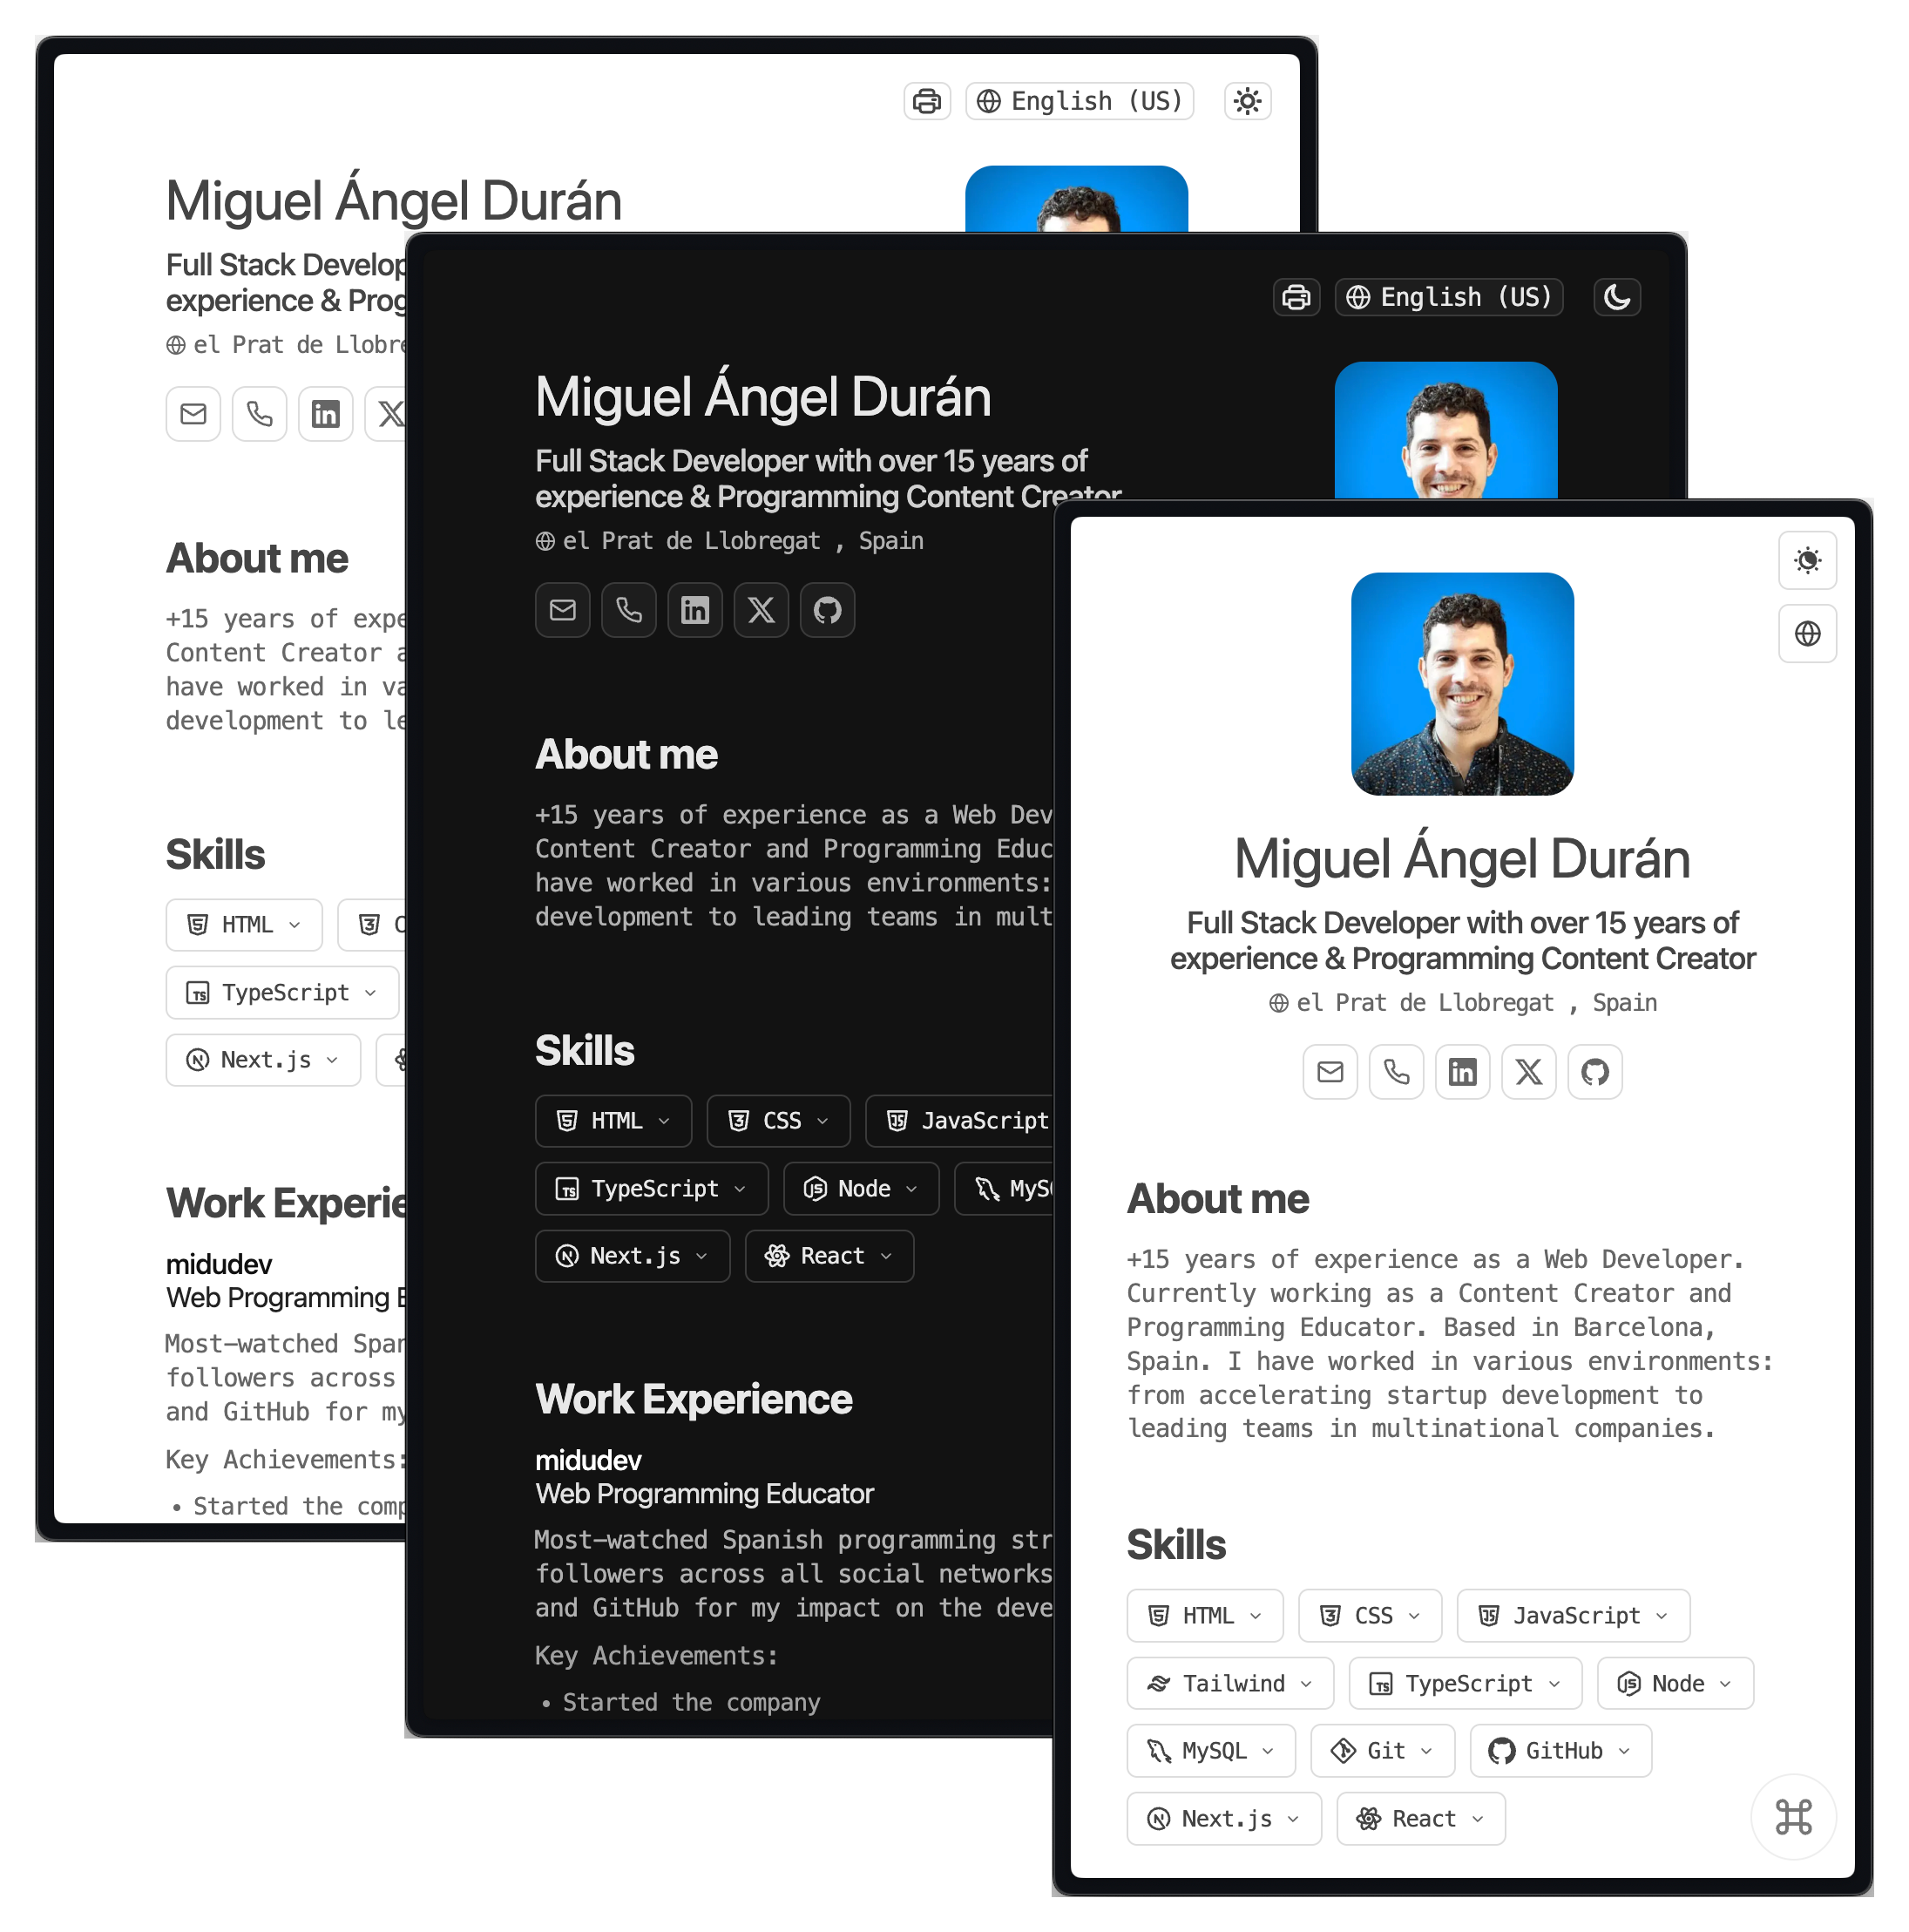 English (US)
Miguel Ángel Durán
Full Stack Develop
experience & Prog
el Prat de Llobre
About me
+15 years of expe
Content Creator a
have worked in va
development to le
Skills
HTML
TypeScript
Next.js
Work Experie
midudev
Web Programming E
Most-watched Span
followers across
and GitHub for my
Key Achievements:
• Started the comp
English (US)
Miguel Ángel Durán
Full Stack Developer with over 15 years of
experience & Programming Content Creator
el Prat de Llobregat , Spain
About me
+15 years of experience as a Web Dev
Content Creator and Programming Educ
have worked in various environments:
development to leading teams in mult
Skills
HTML CSS JavaScript
TypeScript Node MyS
Next.js React
Work Experience
midudev
Web Programming Educator
Most-watched Spanish programming str
followers across all social networks
and GitHub for my impact on the deve
Key Achievements:
• Started the company
Miguel Ángel Durán
Full Stack Developer with over 15 years of
experience & Programming Content Creator
el Prat de Llobregat , Spain
About me
+15 years of experience as a Web Developer.
Currently working as a Content Creator and
Programming Educator. Based in Barcelona,
Spain. I have worked in various environments:
from accelerating startup development to
leading teams in multinational companies.
Skills
HTML CSS JavaScript
Tailwind TypeScript Node
MySQL Git GitHub
Next.js React